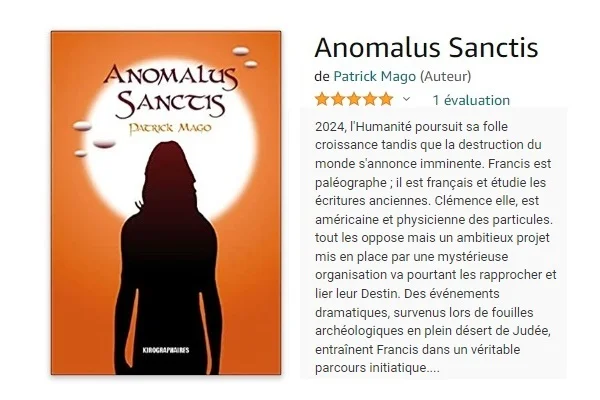 ANOMALUS
SANCTIS
PATRICK MAGO
KIROGRAPHAIRES
Anomalus Sanctis
de Patrick Mago (Auteur)
1 évaluation
2024, l'Humanité poursuit sa folle
croissance tandis que la destruction du
monde s'annonce imminente. Francis est
paléographe ; il est français et étudie les
écritures anciennes. Clémence elle, est
américaine et physicienne des particules.
tout les oppose mais un ambitieux projet
mis en place par une mystérieuse
organisation va pourtant les rapprocher et
lier leur Destin. Des événements
dramatiques, survenus lors de fouilles
archéologiques en plein désert de Judée,
entraînent Francis dans un véritable
parcours initiatique....